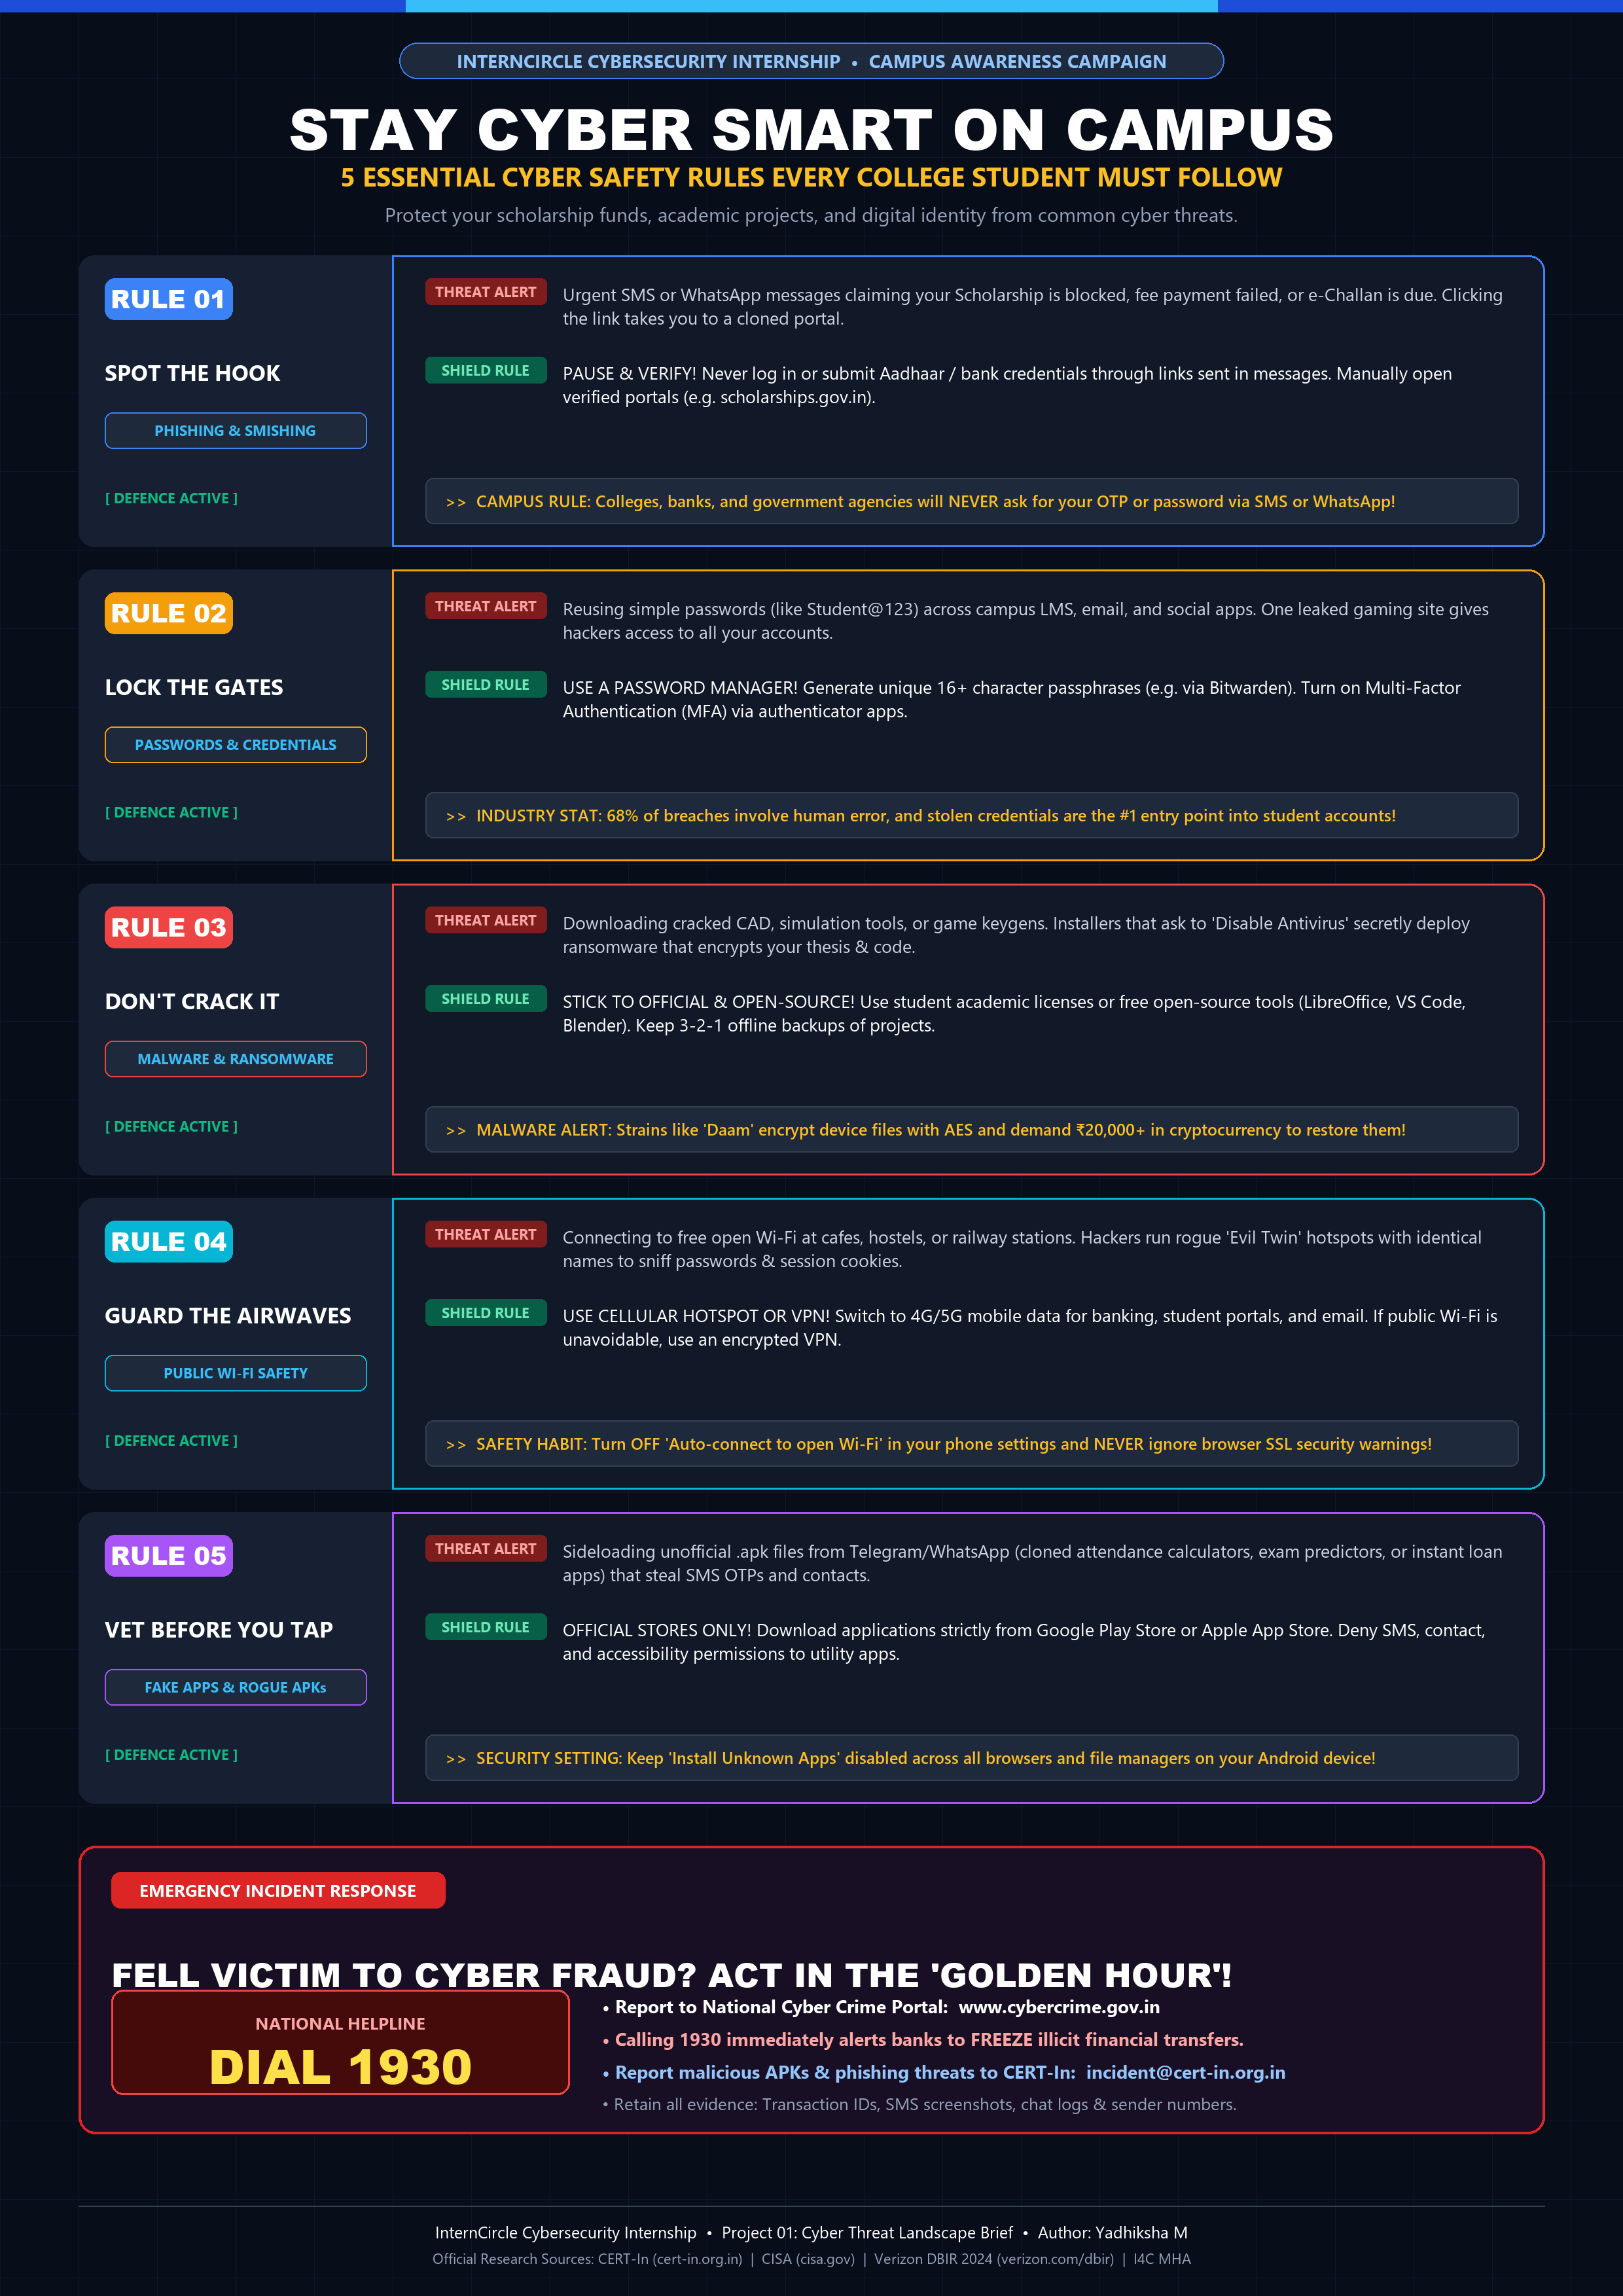 INTERNCIRCLE CYBERSECURITY INTERNSHIP • CAMPUS AWARENESS CAMPAIGN
STAY CYBER SMART ON CAMPUS
5 ESSENTIAL CYBER SAFETY RULES EVERY COLLEGE STUDENT MUST FOLLOW
Protect your scholarship funds, academic projects, and digital identity from common cyber threats.
RULE 01
SPOT THE HOOK
PHISHING & SMISHING
[ DEFENCE ACTIVE ]
THREAT ALERT
Urgent SMS or WhatsApp messages claiming your Scholarship is blocked, fee payment failed, or e-Challan is due. Clicking
the link takes you to a cloned portal.
SHIELD RULE
PAUSE & VERIFY! Never log in or submit Aadhaar / bank credentials through links sent in messages. Manually open
verified portals (e.g. scholarships.gov.in).
>> CAMPUS RULE: Colleges, banks, and government agencies will NEVER ask for your OTP or password via SMS or WhatsApp!
RULE 02
LOCK THE GATES
PASSWORDS & CREDENTIALS
[ DEFENCE ACTIVE ]
THREAT ALERT
Reusing simple passwords (like Student@123) across campus LMS, email, and social apps. One leaked gaming site gives
hackers access to all your accounts.
SHIELD RULE
USE A PASSWORD MANAGER! Generate unique 16+ character passphrases (e.g. via Bitwarden). Turn on Multi-Factor
Authentication (MFA) via authenticator apps.
>> INDUSTRY STAT: 68% of breaches involve human error, and stolen credentials are the #1 entry point into student accounts!
RULE 03
DON'T CRACK IT
MALWARE & RANSOMWARE
[ DEFENCE ACTIVE ]
THREAT ALERT
Downloading cracked CAD, simulation tools, or game keygens. Installers that ask to 'Disable Antivirus' secretly deploy
ransomware that encrypts your thesis & code.
SHIELD RULE
STICK TO OFFICIAL & OPEN-SOURCE! Use student academic licenses or free open-source tools (LibreOffice, VS Code,
Blender). Keep 3-2-1 offline backups of projects.
>> MALWARE ALERT: Strains like 'Daam' encrypt device files with AES and demand ₹20,000+ in cryptocurrency to restore them!
RULE 04
GUARD THE AIRWAVES
PUBLIC WI-FI SAFETY
[ DEFENCE ACTIVE ]
THREAT ALERT
Connecting to free open Wi-Fi at cafes, hostels, or railway stations. Hackers run rogue 'Evil Twin' hotspots with identical
names to sniff passwords & session cookies.
SHIELD RULE
USE CELLULAR HOTSPOT OR VPN! Switch to 4G/5G mobile data for banking, student portals, and email. If public Wi-Fi is
unavoidable, use an encrypted VPN.
>> SAFETY HABIT: Turn OFF 'Auto-connect to open Wi-Fi' in your phone settings and NEVER ignore browser SSL security warnings!
RULE 05
VET BEFORE YOU TAP
FAKE APPS & ROGUE APKs
[ DEFENCE ACTIVE ]
THREAT ALERT
Sideloading unofficial .apk files from Telegram/WhatsApp (cloned attendance calculators, exam predictors, or instant loan
apps) that steal SMS OTPs and contacts.
SHIELD RULE
OFFICIAL STORES ONLY! Download applications strictly from Google Play Store or Apple App Store. Deny SMS, contact,
and accessibility permissions to utility apps.
>> SECURITY SETTING: Keep 'Install Unknown Apps' disabled across all browsers and file managers on your Android device!
EMERGENCY INCIDENT RESPONSE
FELL VICTIM TO CYBER FRAUD? ACT IN THE 'GOLDEN HOUR'!
NATIONAL HELPLINE
DIAL 1930
• Report to National Cyber Crime Portal: www.cybercrime.gov.in
• Calling 1930 immediately alerts banks to FREEZE illicit financial transfers.
• Report malicious APKs & phishing threats to CERT-In: incident@cert-in.org.in
• Retain all evidence: Transaction IDs, SMS screenshots, chat logs & sender numbers.
InternCircle Cybersecurity Internship • Project 01: Cyber Threat Landscape Brief • Author: Yadhiksha M
Official Research Sources: CERT-In (cert-in.org.in) | CISA (cisa.gov) | Verizon DBIR 2024 (verizon.com/dbir) | I4C MHA